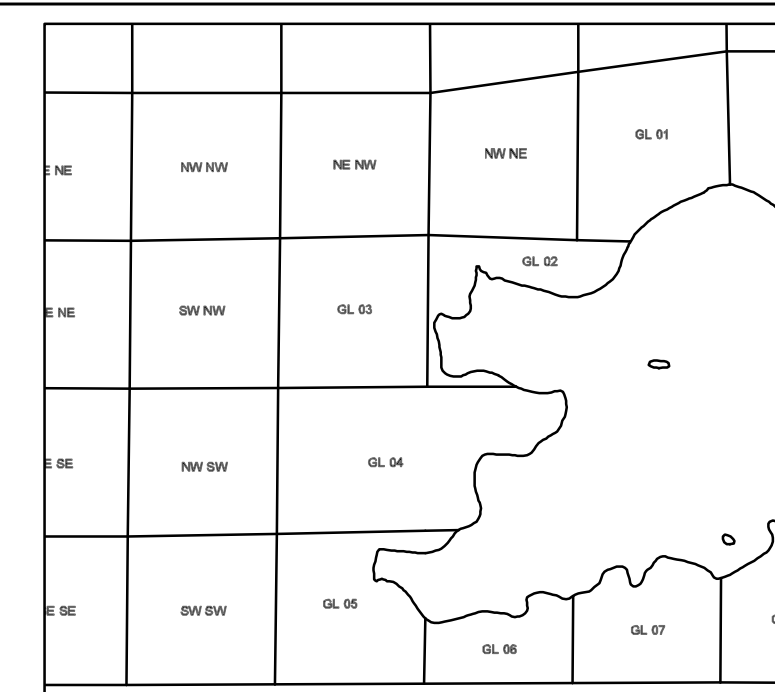 GL 01
E NE
NW NW
NE NW
NW NE
GL 02
E NE
SW NW
GL 03
E SE
NW SW
GL 04
E SE
SW SW
GL 05
GL 06
GL 07